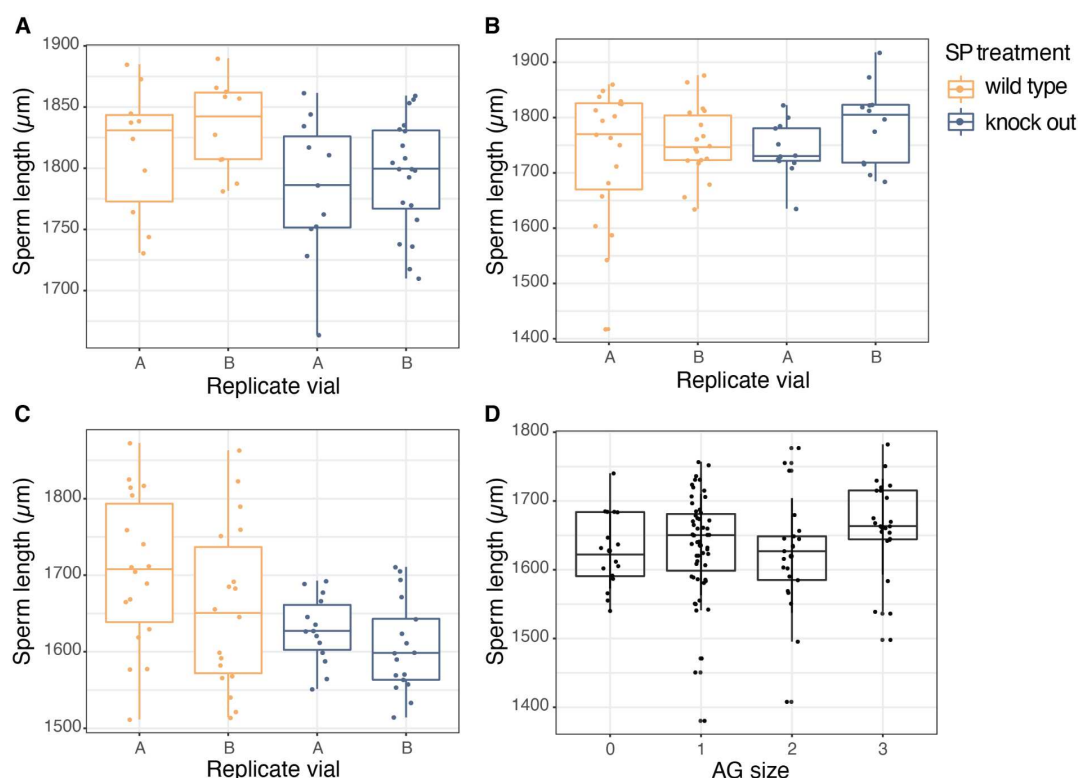 A
1900
1850
1800
1750
1700
Sperm length (µm)
A B A B
Replicate vial
B
1900
1800
1700
1600
1500
1400
Sperm length (µm)
A B A B
Replicate vial
SP treatment
wild type
knock out
C
1800
1700
1600
1500
Sperm length (µm)
A B A B
Replicate vial
D
1800
1700
1600
1500
1400
Sperm length (µm)
0 1 2 3
AG size